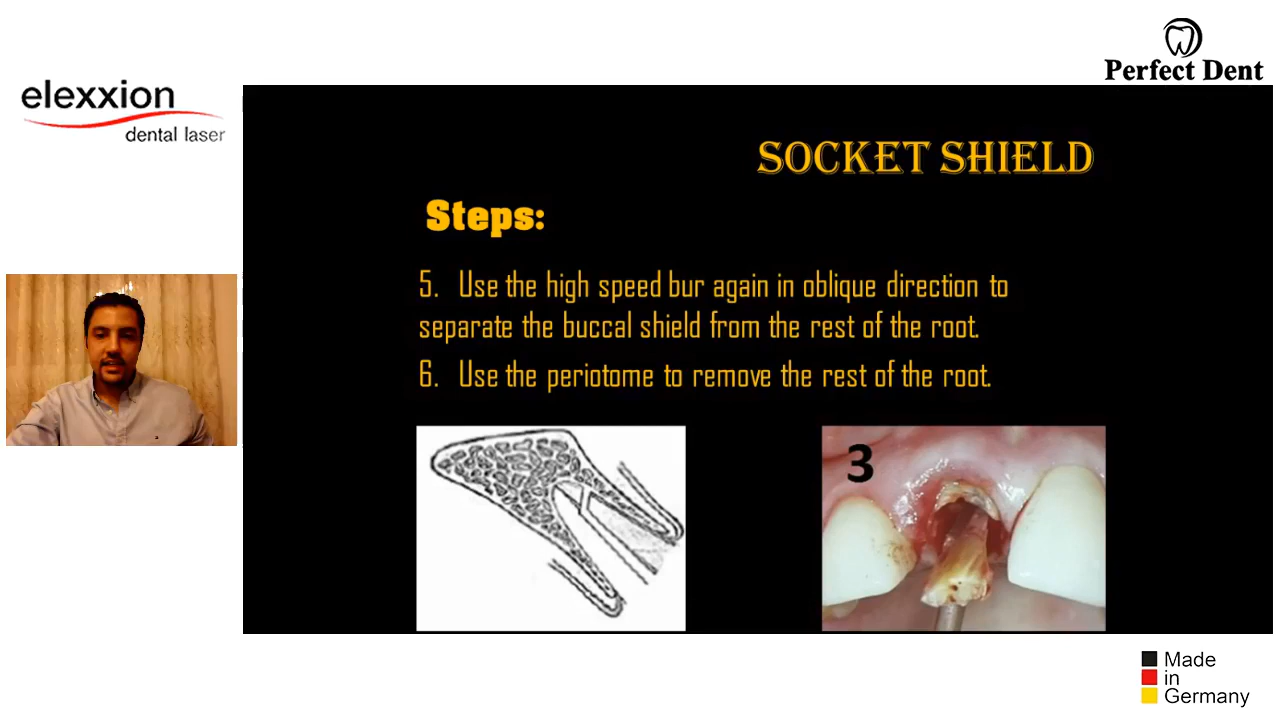 Perfect Dent
elexxion
dental laser
SOCKET SHIELD
Steps:
5. Use the high speed bur again in oblique direction to
separate the buccal shield from the rest of the root.
6. Use the periotome to remove the rest of the root.
3
Made
in
Germany